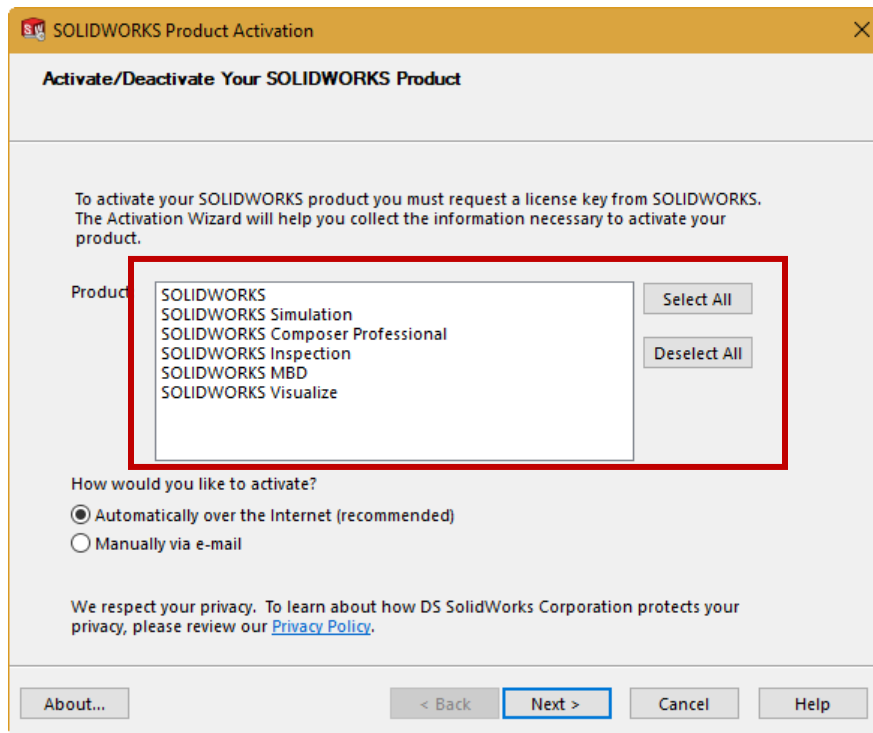 SOLIDWORKS Product Activation
Activate/Deactivate Your SOLIDWORKS Product
To activate your SOLIDWORKS product you must request a license key from SOLIDWORKS.
The Activation Wizard will help you collect the information necessary to activate your
product.
Product
SOLIDWORKS
SOLIDWORKS Simulation
SOLIDWORKS Composer Professional
SOLIDWORKS Inspection
SOLIDWORKS MBD
SOLIDWORKS Visualize
Select All
Deselect All
How would you like to activate?
Automatically over the Internet (recommended)
Manually via e-mail
We respect your privacy. To learn about how DS SolidWorks Corporation protects your
privacy, please review our Privacy Policy.
About... < Back Next > Cancel Help